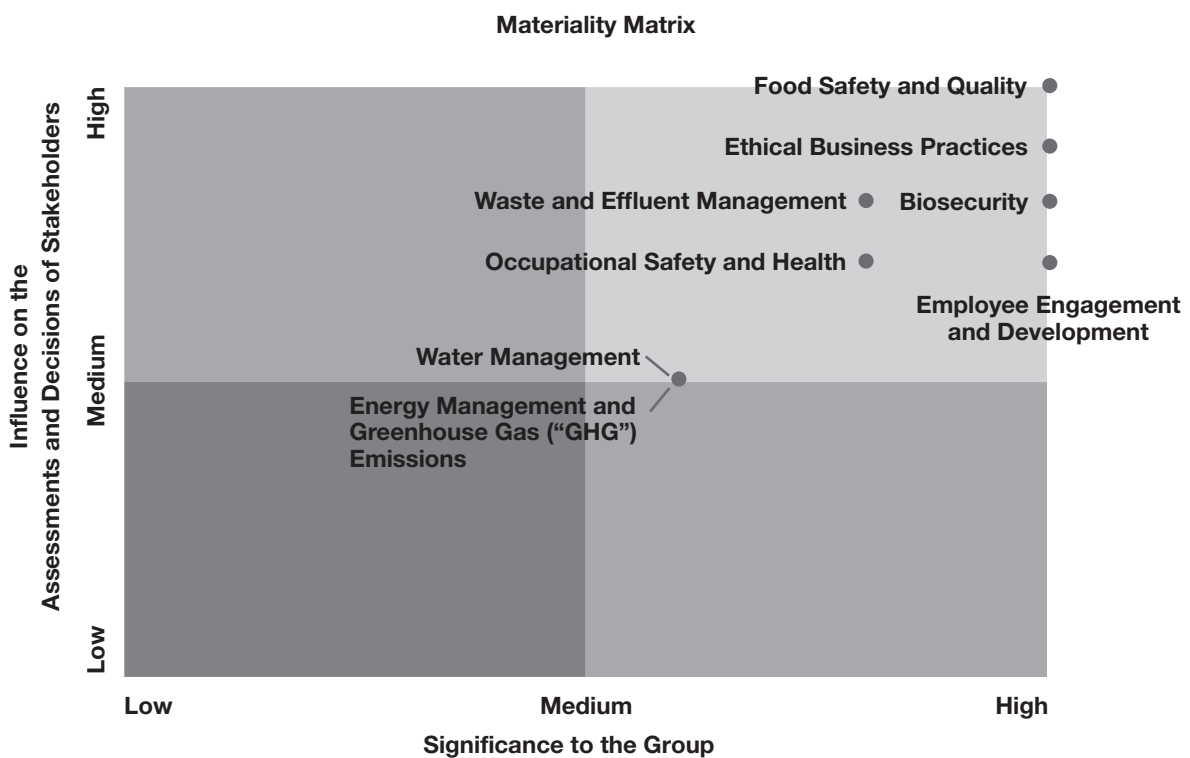 Materiality Matrix
Influence on the
Assessments and Decisions of Stakeholders
High
Medium
Low
Food Safety and Quality
Ethical Business Practices
Waste and Effluent Management
Biosecurity
Occupational Safety and Health
Employee Engagement
and Development
Water Management
Energy Management and
Greenhouse Gas (“GHG”)
Emissions
Low
Medium
High
Significance to the Group